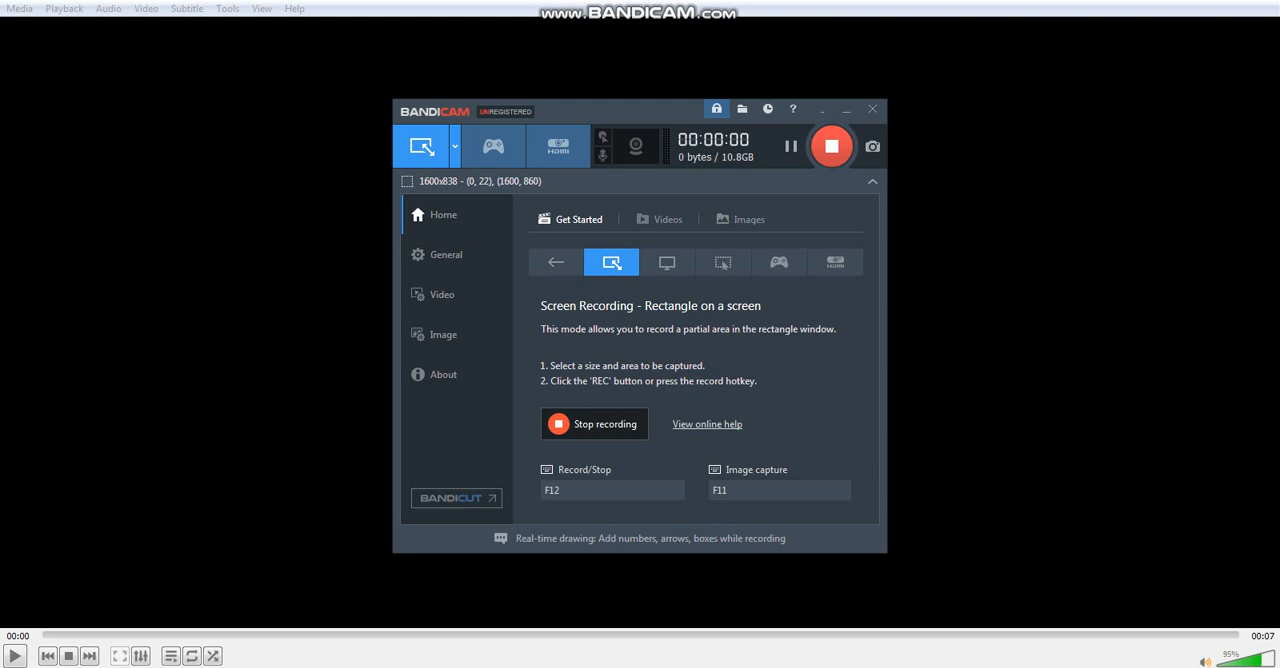 Media Playback Audio Video Subtitle Tools View Help
www.BANDICAM.com
BANDICAM UNREGISTERED
?
HDMI
00:00:00
0 bytes / 10.8GB
1600x838 - (0, 22), (1600, 860)
Home
General
Video
Image
About
BANDICUT
Get Started
Videos
Images
HDMI
Screen Recording - Rectangle on a screen
This mode allows you to record a partial area in the rectangle window.
1. Select a size and area to be captured.
2. Click the 'REC' button or press the record hotkey.
Stop recording
View online help
Record/Stop
Image capture
F12
F11
Real-time drawing: Add numbers, arrows, boxes while recording
00:00
00:07
95%